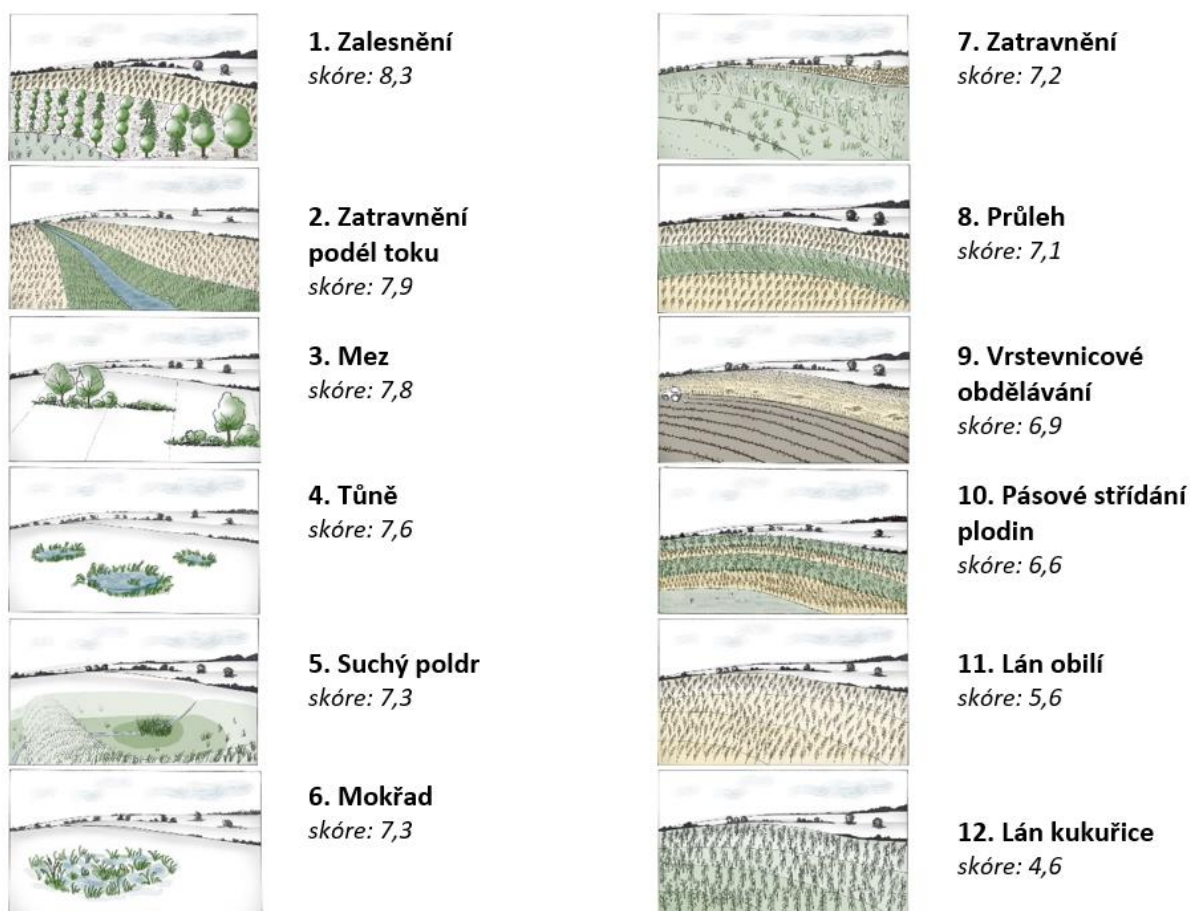 1. Zalesnění
skóre: 8,3
2. Zatravnění
podél toku
skóre: 7,9
3. Mez
skóre: 7,8
4. Tůně
skóre: 7,6
5. Suchý poldr
skóre: 7,3
6. Mokřad
skóre: 7,3
7. Zatravnění
skóre: 7,2
8. Průleh
skóre: 7,1
9. Vrstevnicové
obdělávání
skóre: 6,9
10. Pásové střídání
plodin
skóre: 6,6
11. Lán obilí
skóre: 5,6
12. Lán kukuřice
skóre: 4,6